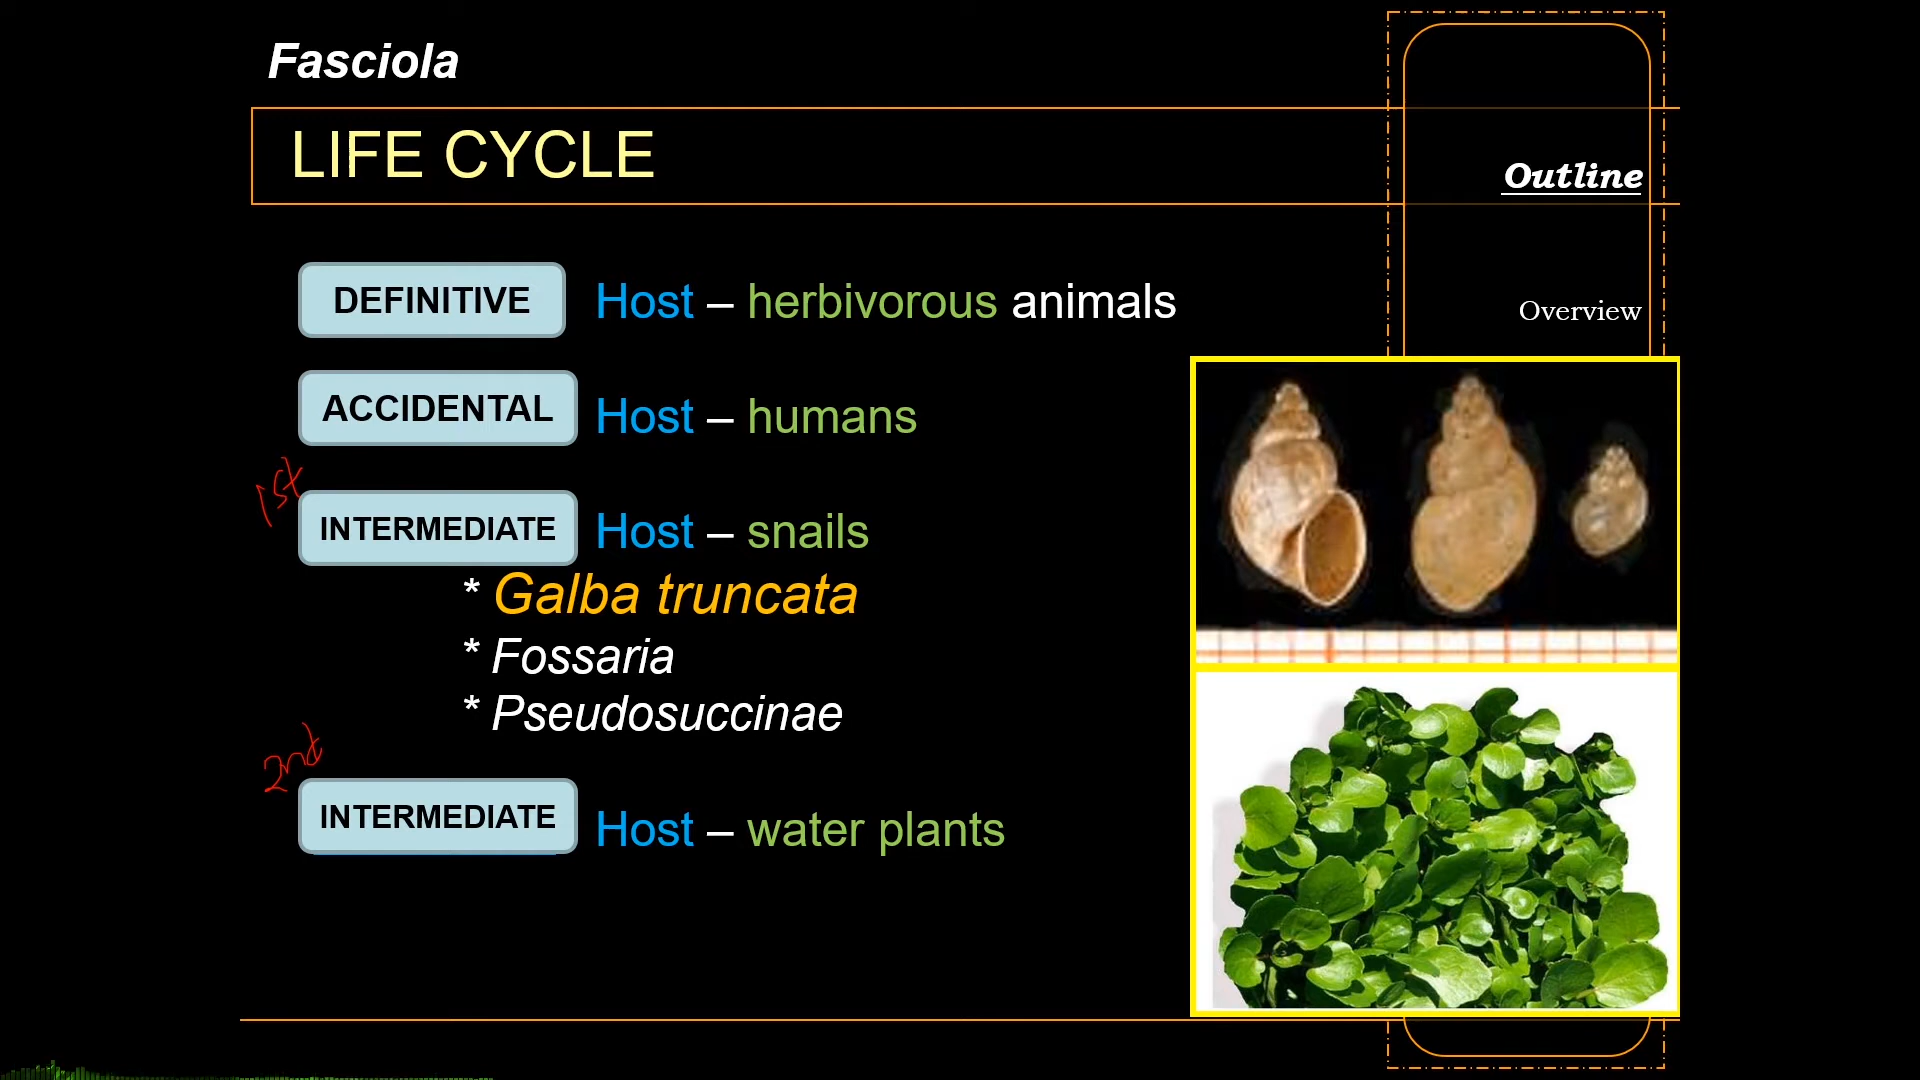 Fasciola
LIFE CYCLE
Outline
Overview
DEFINITIVE Host – herbivorous animals
ACCIDENTAL Host – humans
1st
INTERMEDIATE Host – snails
* Galba truncata
* Fossaria
* Pseudosuccinae
2nd
INTERMEDIATE Host – water plants